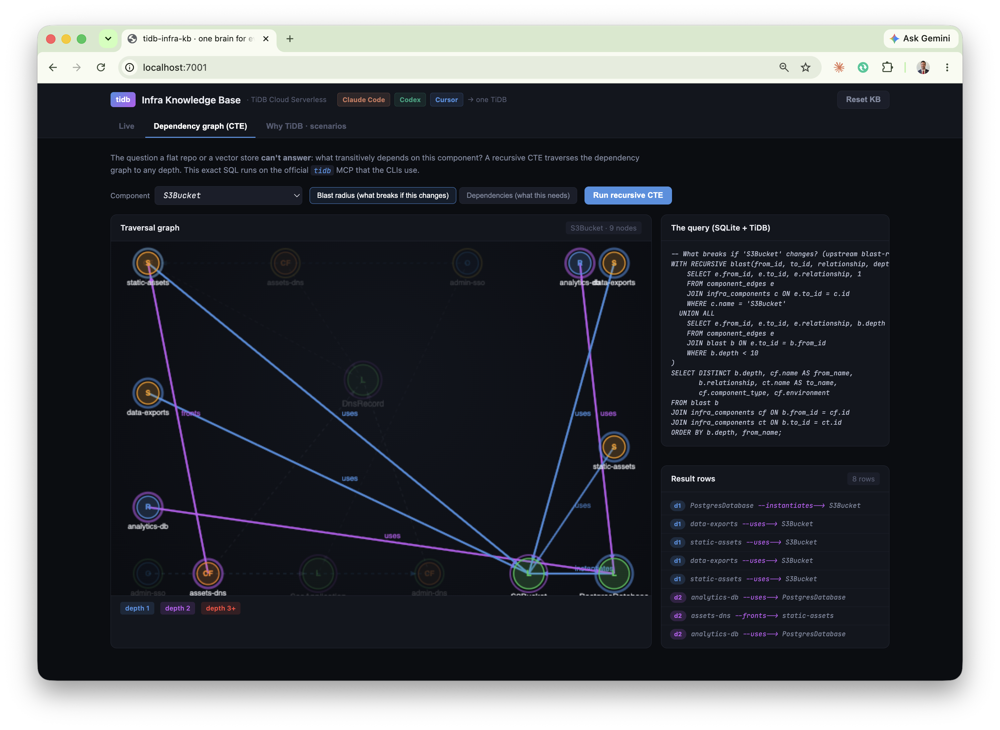 tidb-infra-kb · one brain for e
Ask Gemini
localhost:7001
tidb Infra Knowledge Base · TiDB Cloud Serverless Claude Code Codex Cursor → one TiDB Reset KB
Live Dependency graph (CTE) Why TiDB · scenarios
The question a flat repo or a vector store can't answer: what transitively depends on this component? A recursive CTE traverses the dependency
graph to any depth. This exact SQL runs on the official tidb MCP that the CLIs use.
Component S3Bucket Blast radius (what breaks if this changes) Dependencies (what this needs) Run recursive CTE
Traversal graph S3Bucket · 9 nodes
S CF O R S
static-assets assets-dns admin-sso analytics-db data-exports
L
DnsRecord
S
data-exports fronts uses uses uses
S
static-assets
uses
uses
R
analytics-db
uses
instantiates
O CF L CF L L
admin-sso assets-dns admin-dns S3Bucket PostgresDatabase
depth 1 depth 2 depth 3+
The query (SQLite + TiDB)
-- What breaks if 'S3Bucket' changes? (upstream blast-r
WITH RECURSIVE blast(from_id, to_id, relationship, dept
SELECT e.from_id, e.to_id, e.relationship, 1
FROM component_edges e
JOIN infra_components c ON e.to_id = c.id
WHERE c.name = 'S3Bucket'
UNION ALL
SELECT e.from_id, e.to_id, e.relationship, b.depth
FROM component_edges e
JOIN blast b ON e.to_id = b.from_id
WHERE b.depth < 10
)
SELECT DISTINCT b.depth, cf.name AS from_name,
b.relationship, ct.name AS to_name,
cf.component_type, cf.environment
FROM blast b
JOIN infra_components cf ON b.from_id = cf.id
JOIN infra_components ct ON b.to_id = ct.id
ORDER BY b.depth, from_name;
Result rows 8 rows
d1 PostgresDatabase --instantiates--> S3Bucket
d1 data-exports --uses--> S3Bucket
d1 static-assets --uses--> S3Bucket
d1 data-exports --uses--> S3Bucket
d1 static-assets --uses--> S3Bucket
d2 analytics-db --uses--> PostgresDatabase
d2 assets-dns --fronts--> static-assets
d2 analytics-db --uses--> PostgresDatabase